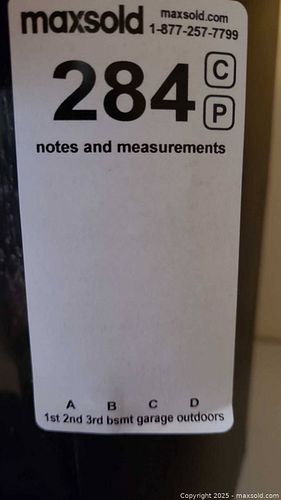 maxsold maxsold.com
1-877-257-7799
284 C
P
notes and measurements
A B C D
1st 2nd 3rd bsmt garage outdoors
Copyright © 2025 - maxsold.com